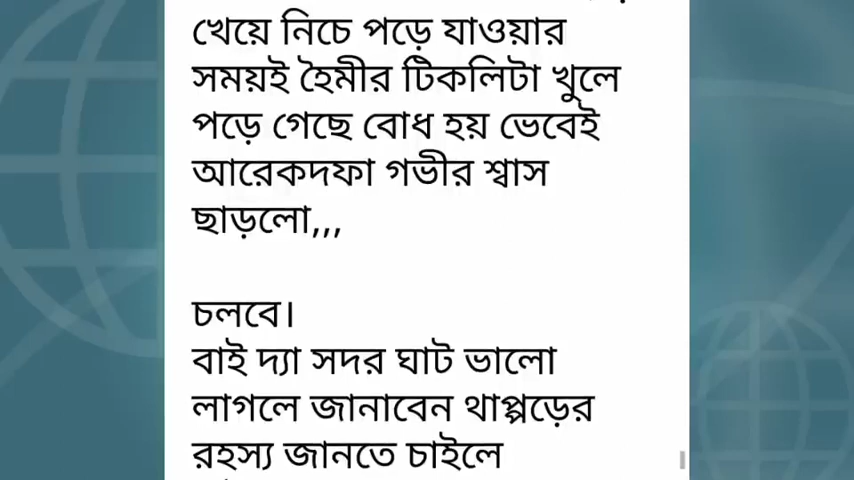 খেয়ে নিচে পড়ে যাওয়ার
সময়ই হৈমীর টিকলিটা খুলে
পড়ে গেছে বোধ হয় ভেবেই
আরেকদফা গভীর শ্বাস
ছাড়লো,,,
চলবে।
বাই দ্যা সদর ঘাট ভালো
লাগলে জানাবেন থাপ্পড়ের
রহস্য জানতে চাইলে